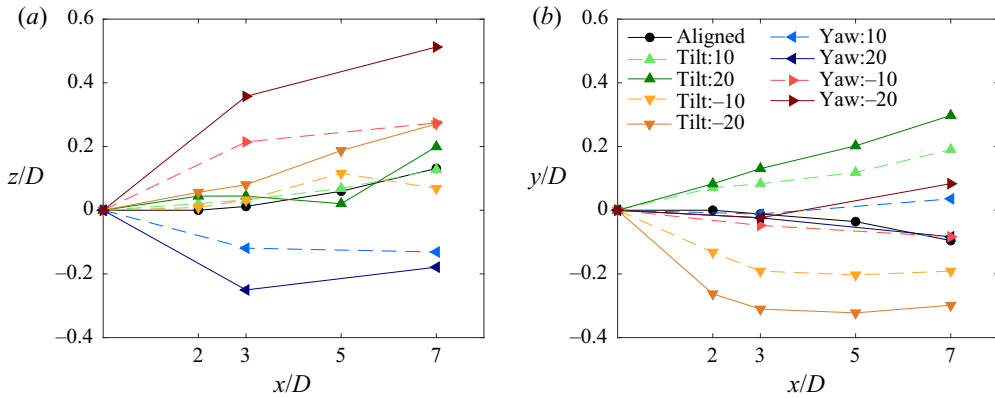 (a)
0.6
0.4
0.2
0
–0.2
–0.4
z/D
2 3 5 7
x/D
(b)
0.6
0.4
0.2
0
–0.2
–0.4
y/D
Aligned
Tilt:10
Tilt:20
Tilt:–10
Tilt:–20
Yaw:10
Yaw:20
Yaw:–10
Yaw:–20
2 3 5 7
x/D